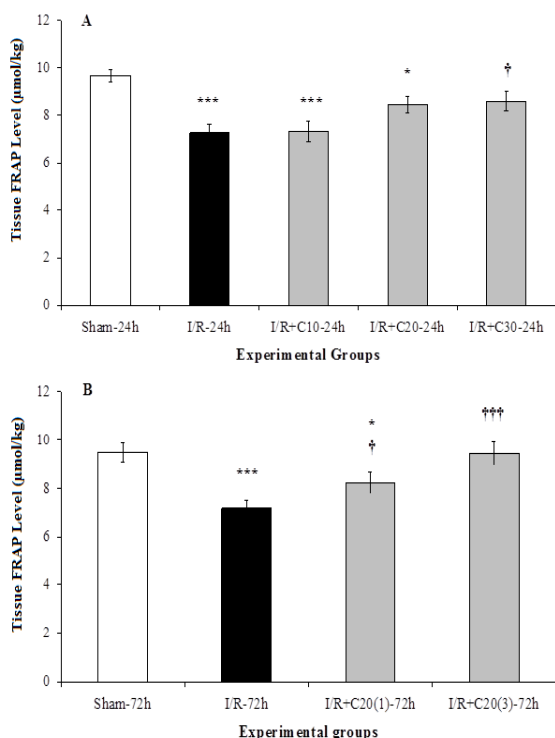 A
Tissue FRAP Level (µmol/kg)
12
10
8
6
4
2
0
***
***
*
†
Sham-24h I/R-24h I/R+C10-24h I/R+C20-24h I/R+C30-24h
Experimental Groups
B
Tissue FRAP Level (µmol/kg)
12
10
8
6
4
2
0
***
*
†
†††
Sham-72h I/R-72h I/R+C20(1)-72h I/R+C20(3)-72h
Experimental groups